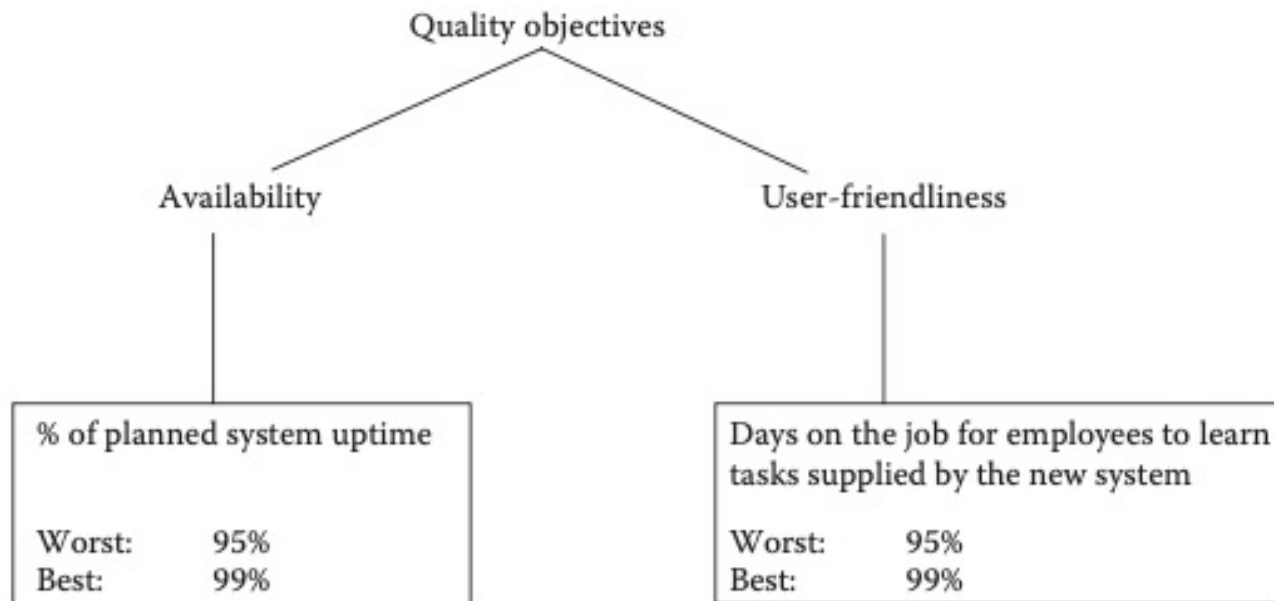 Quality objectives
Availability
User-friendliness
% of planned system uptime
Worst: 95%
Best: 99%
Days on the job for employees to learn
tasks supplied by the new system
Worst: 95%
Best: 99%